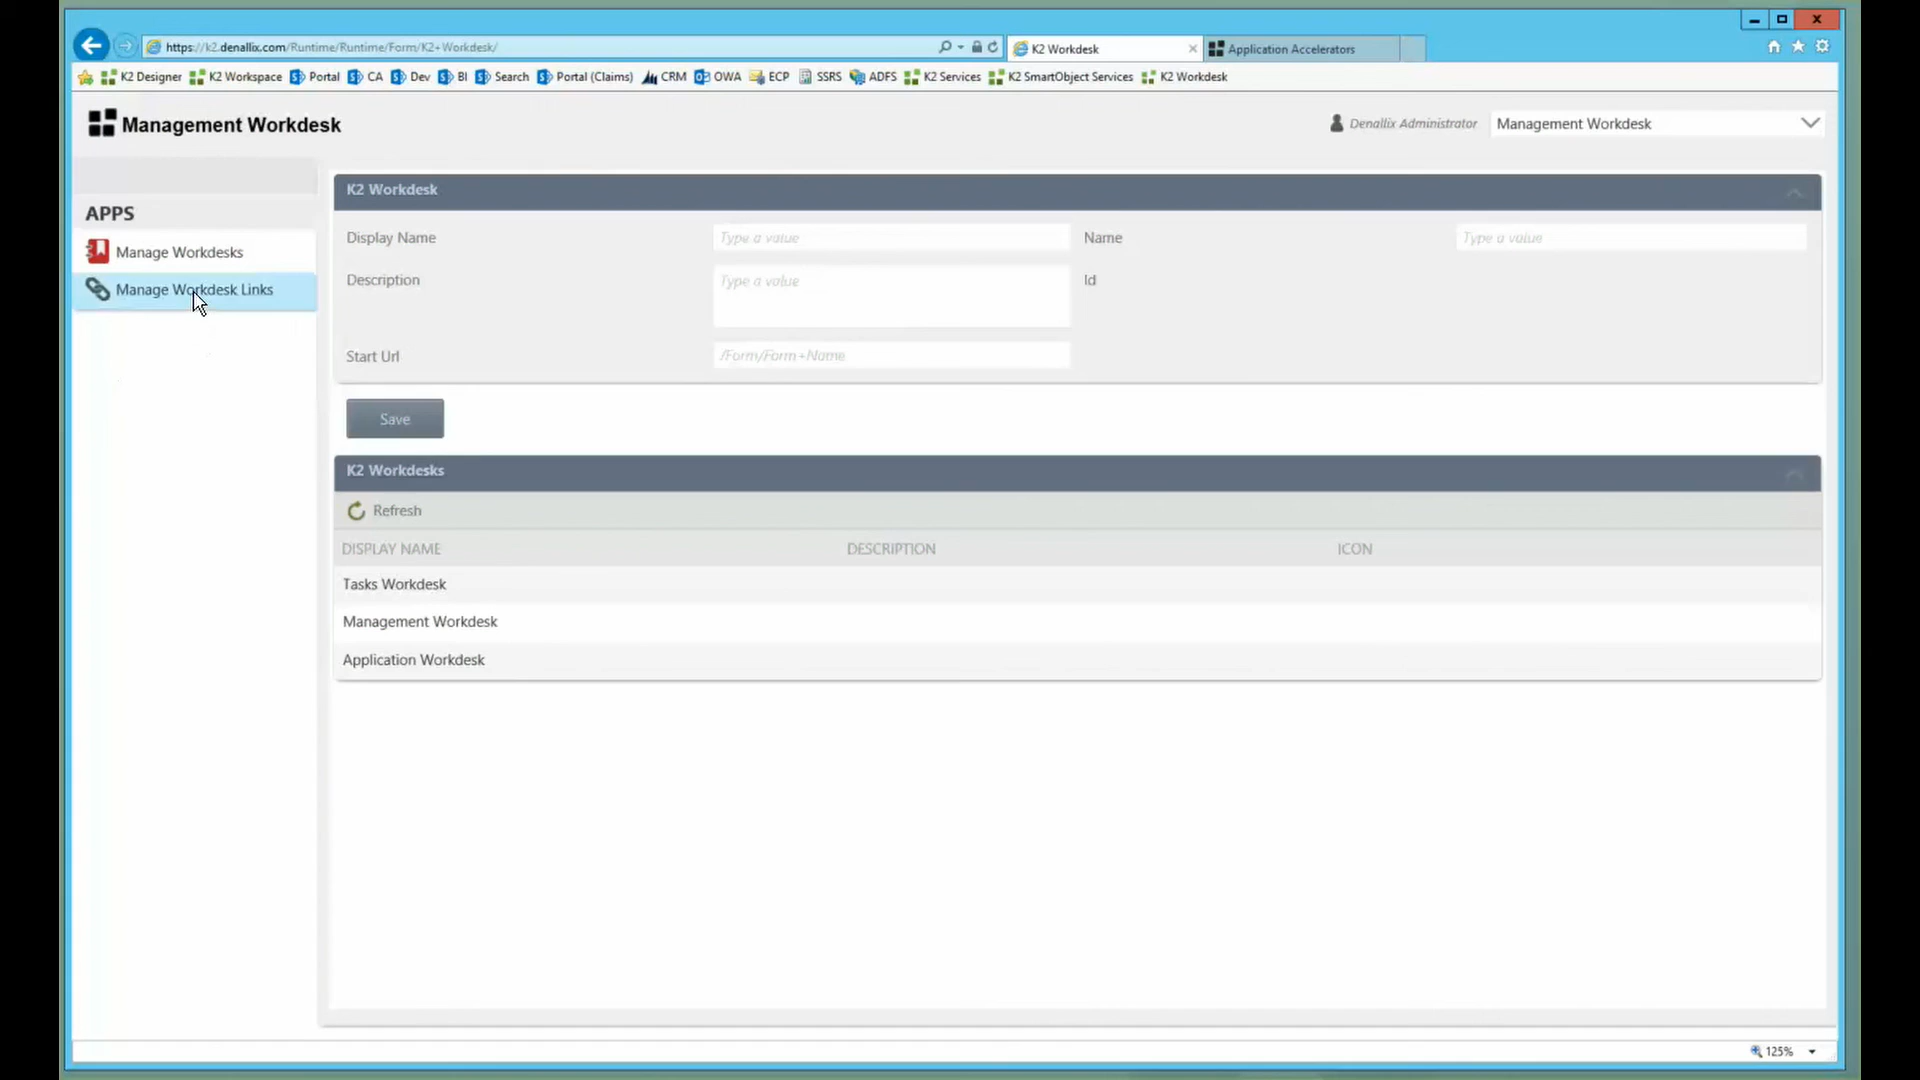 https://k2.denallix.com/Runtime/Runtime/Form/K2+Workdesk/
K2 Workdesk
Application Accelerators
K2 Designer K2 Workspace Portal CA Dev BI Search Portal (Claims) CRM OWA ECP SSRS ADFS K2 Services K2 SmartObject Services K2 Workdesk
Management Workdesk
Denallix Administrator
Management Workdesk
APPS
Manage Workdesks
Manage Workdesk Links
K2 Workdesk
Display Name Type a value Name Type a value
Description Type a value Id
Start Url /Form/Form+Name
Save
K2 Workdesks
Refresh
DISPLAY NAME DESCRIPTION ICON
Tasks Workdesk
Management Workdesk
Application Workdesk
125%